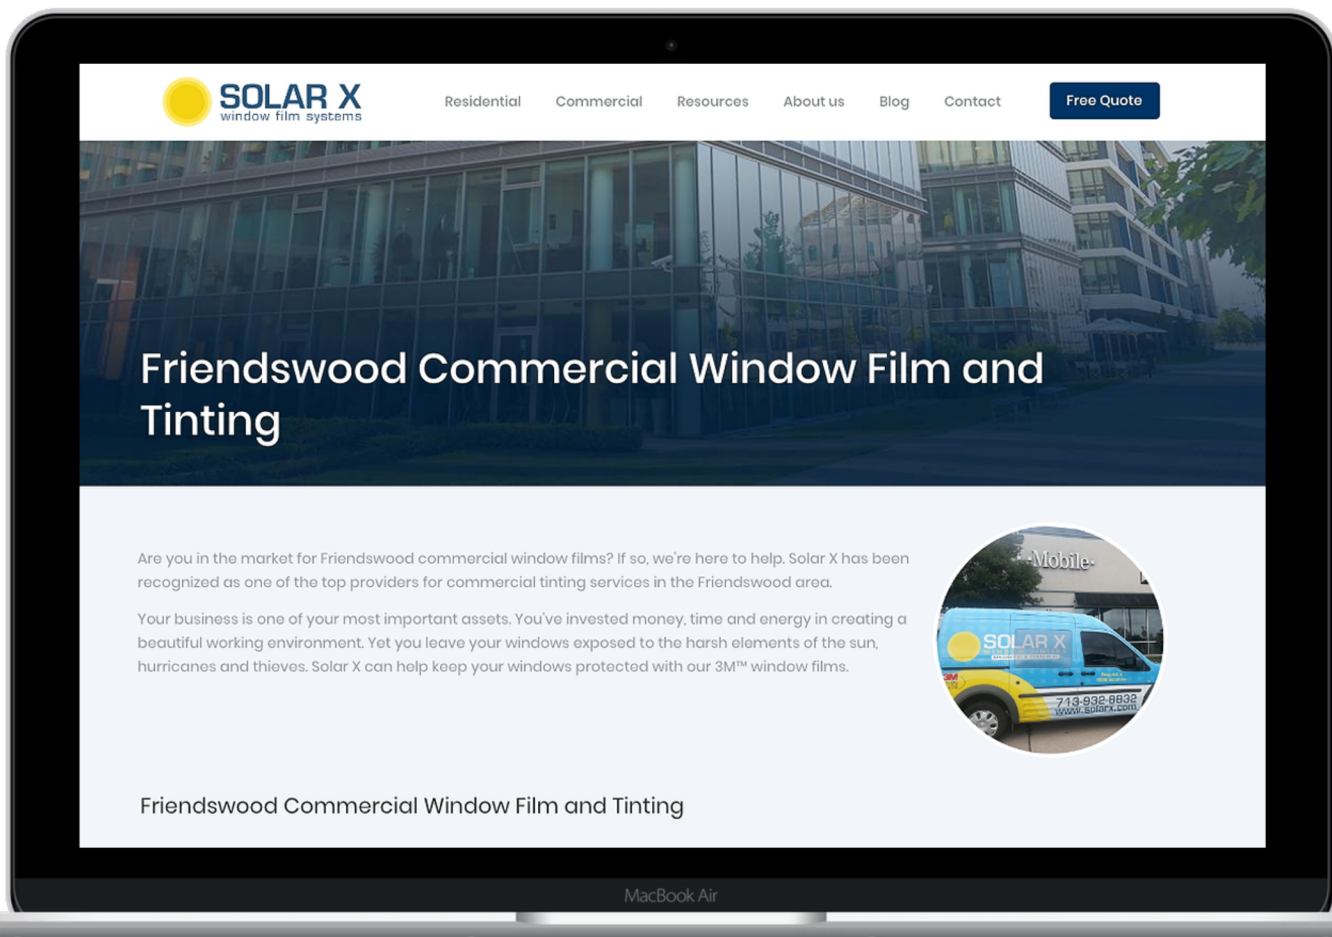 SOLAR X
window film systems
Residential Commercial Resources About us Blog Contact Free Quote
Friendswood Commercial Window Film and
Tinting
Are you in the market for Friendswood commercial window films? If so, we're here to help. Solar X has been
recognized as one of the top providers for commercial tinting services in the Friendswood area.
Your business is one of your most important assets. You've invested money, time and energy in creating a
beautiful working environment. Yet you leave your windows exposed to the harsh elements of the sun,
hurricanes and thieves. Solar X can help keep your windows protected with our 3M™ window films.
·Mobile·
SOLAR X
3M
713-932-8832
www.solarx.com
Friendswood Commercial Window Film and Tinting
MacBook Air